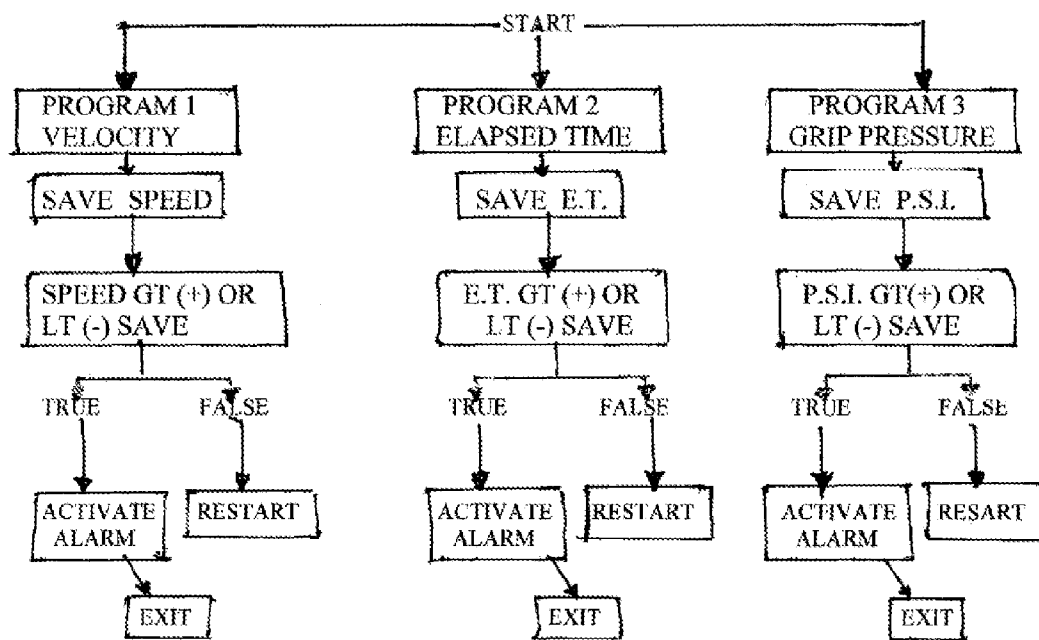 START
PROGRAM 1
VELOCITY
SAVE SPEED
SPEED GT (+) OR
LT (-) SAVE
TRUE
FALSE
ACTIVATE
ALARM
RESTART
EXIT
PROGRAM 2
ELAPSED TIME
SAVE E.T.
E.T. GT (+) OR
LT (-) SAVE
TRUE
FALSE
ACTIVATE
ALARM
RESTART
EXIT
PROGRAM 3
GRIP PRESSURE
SAVE P.S.I.
P.S.I. GT(+) OR
LT (-) SAVE
TRUE
FALSE
ACTIVATE
ALARM
RESART
EXIT